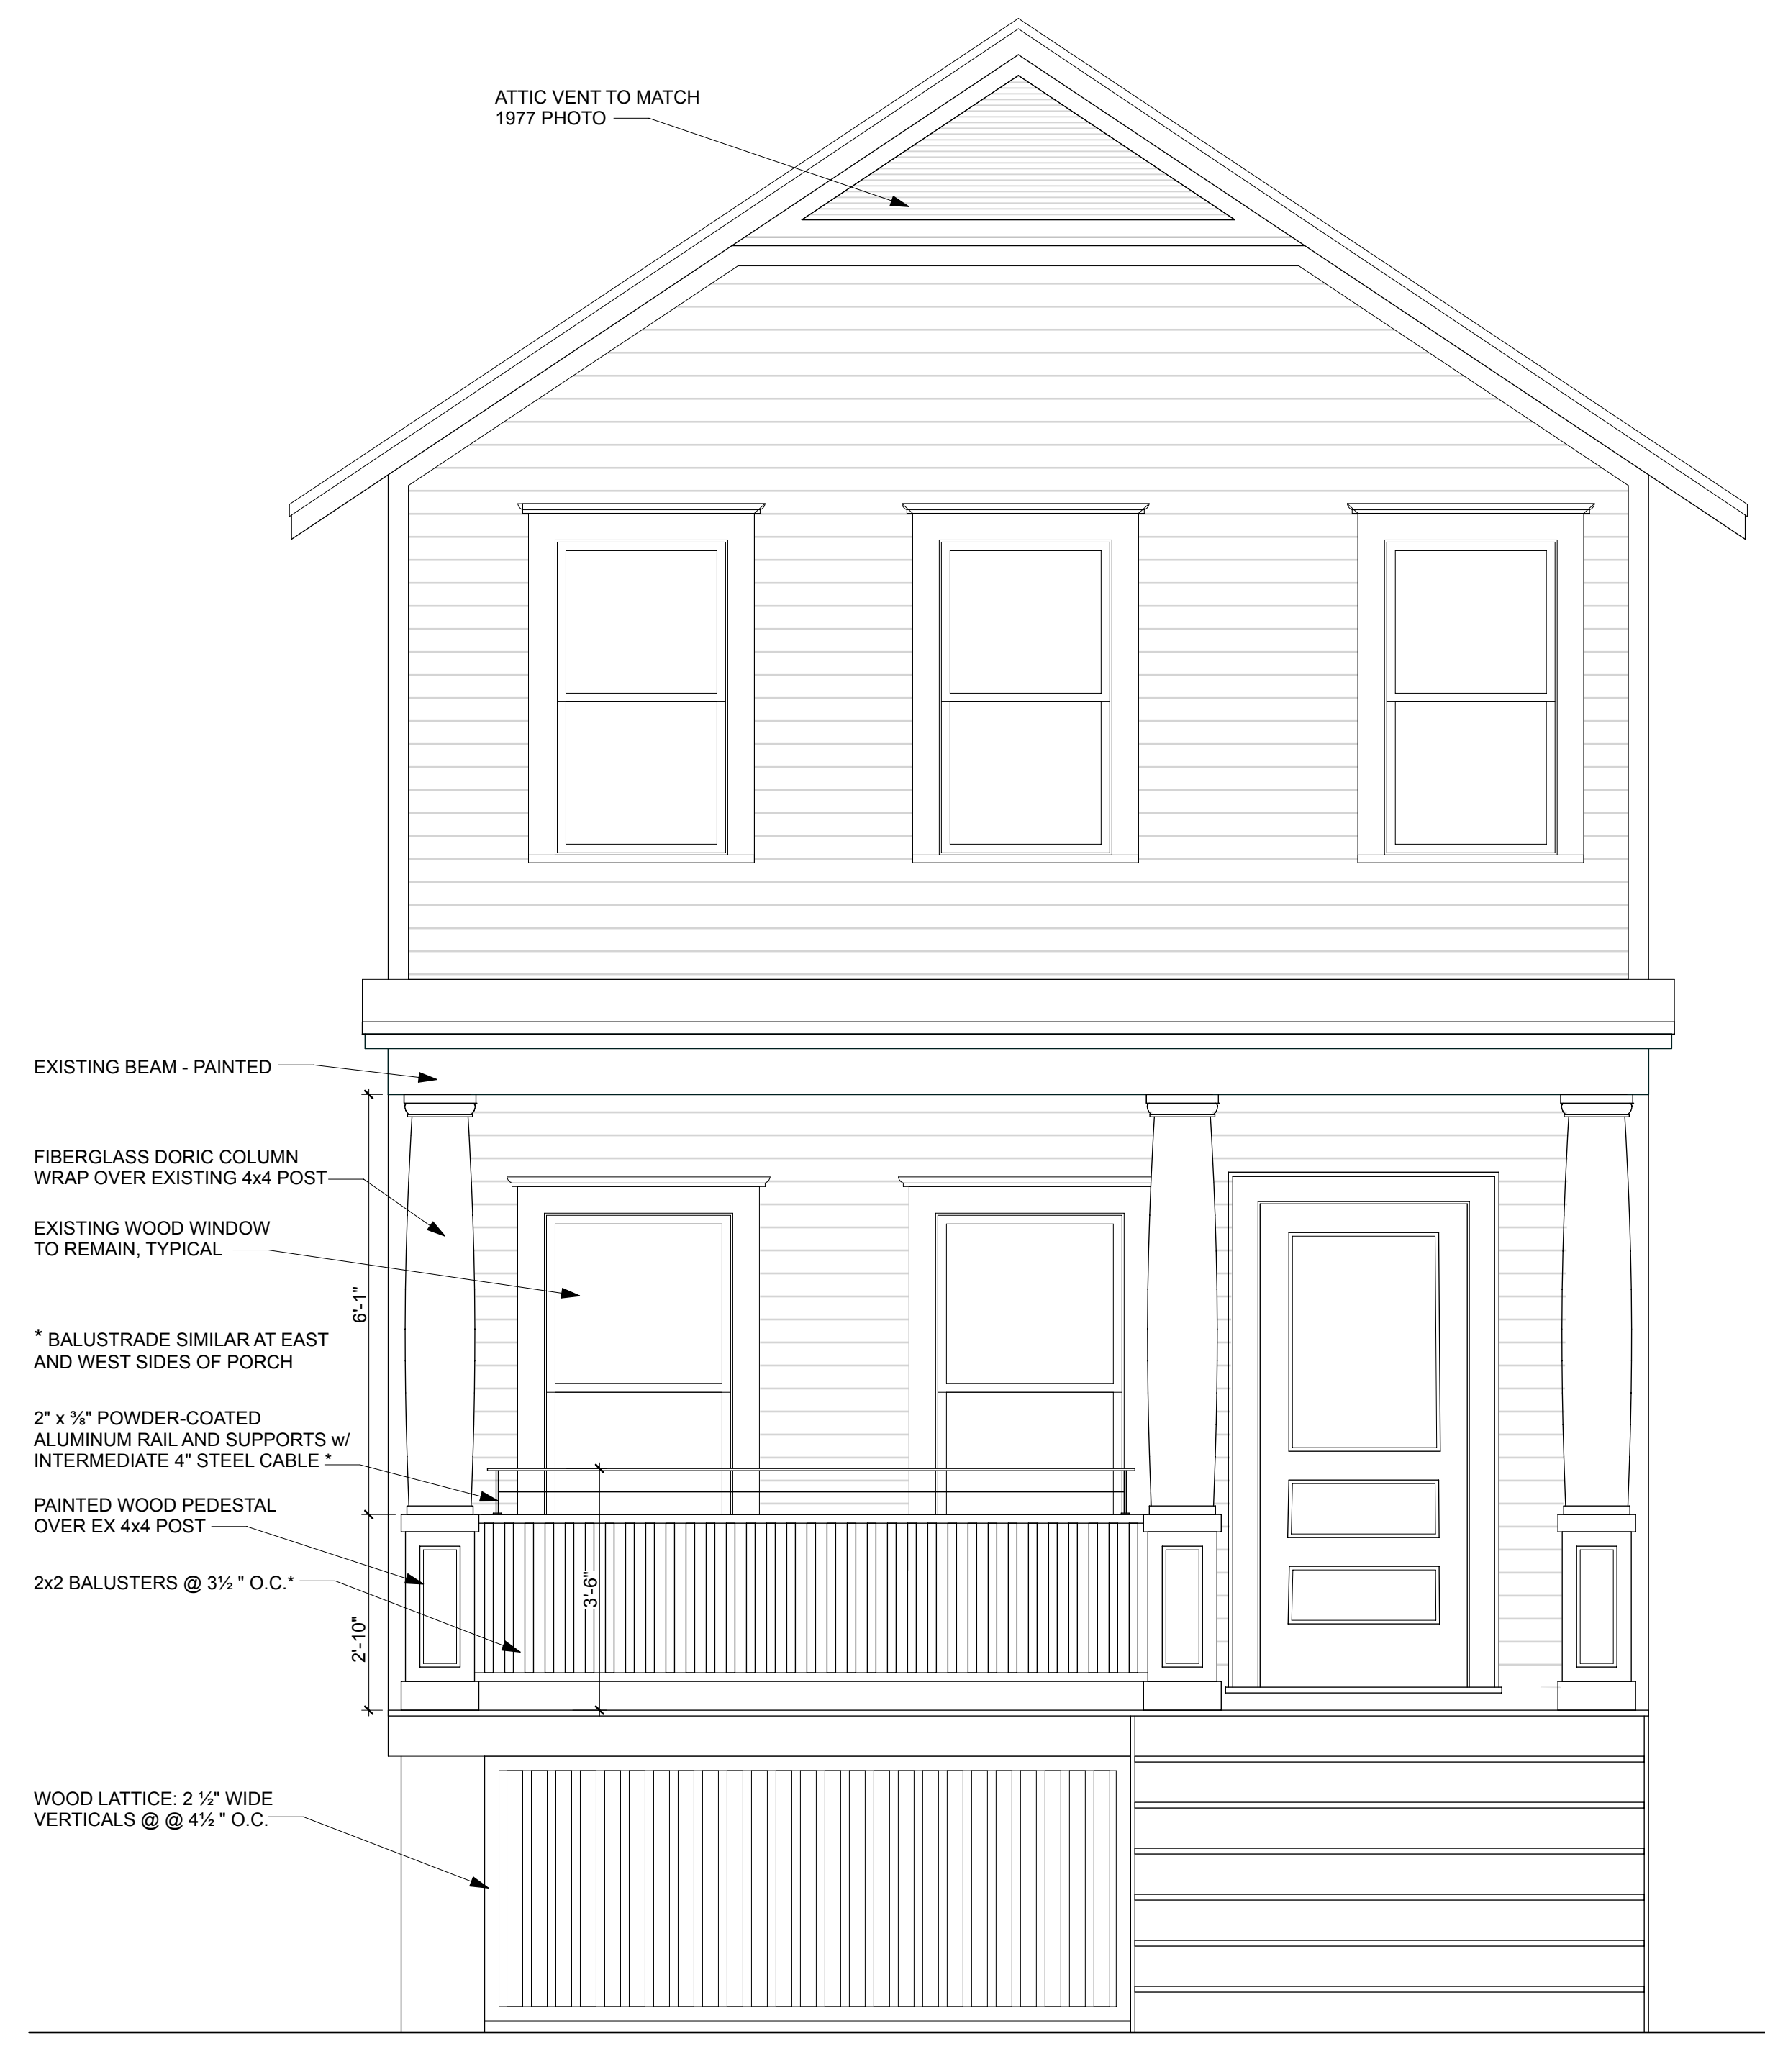 ATTIC VENT TO MATCH
1977 PHOTO
EXISTING BEAM - PAINTED
FIBERGLASS DORIC COLUMN
WRAP OVER EXISTING 4x4 POST
EXISTING WOOD WINDOW
TO REMAIN, TYPICAL
6'-1"
* BALUSTRADE SIMILAR AT EAST
AND WEST SIDES OF PORCH
2" x ⅜" POWDER-COATED
ALUMINUM RAIL AND SUPPORTS w/
INTERMEDIATE 4" STEEL CABLE *
PAINTED WOOD PEDESTAL
OVER EX 4x4 POST
2x2 BALUSTERS @ 3½ " O.C.*
3'-6"
2'-10"
WOOD LATTICE: 2 ½" WIDE
VERTICALS @ @ 4½ " O.C.